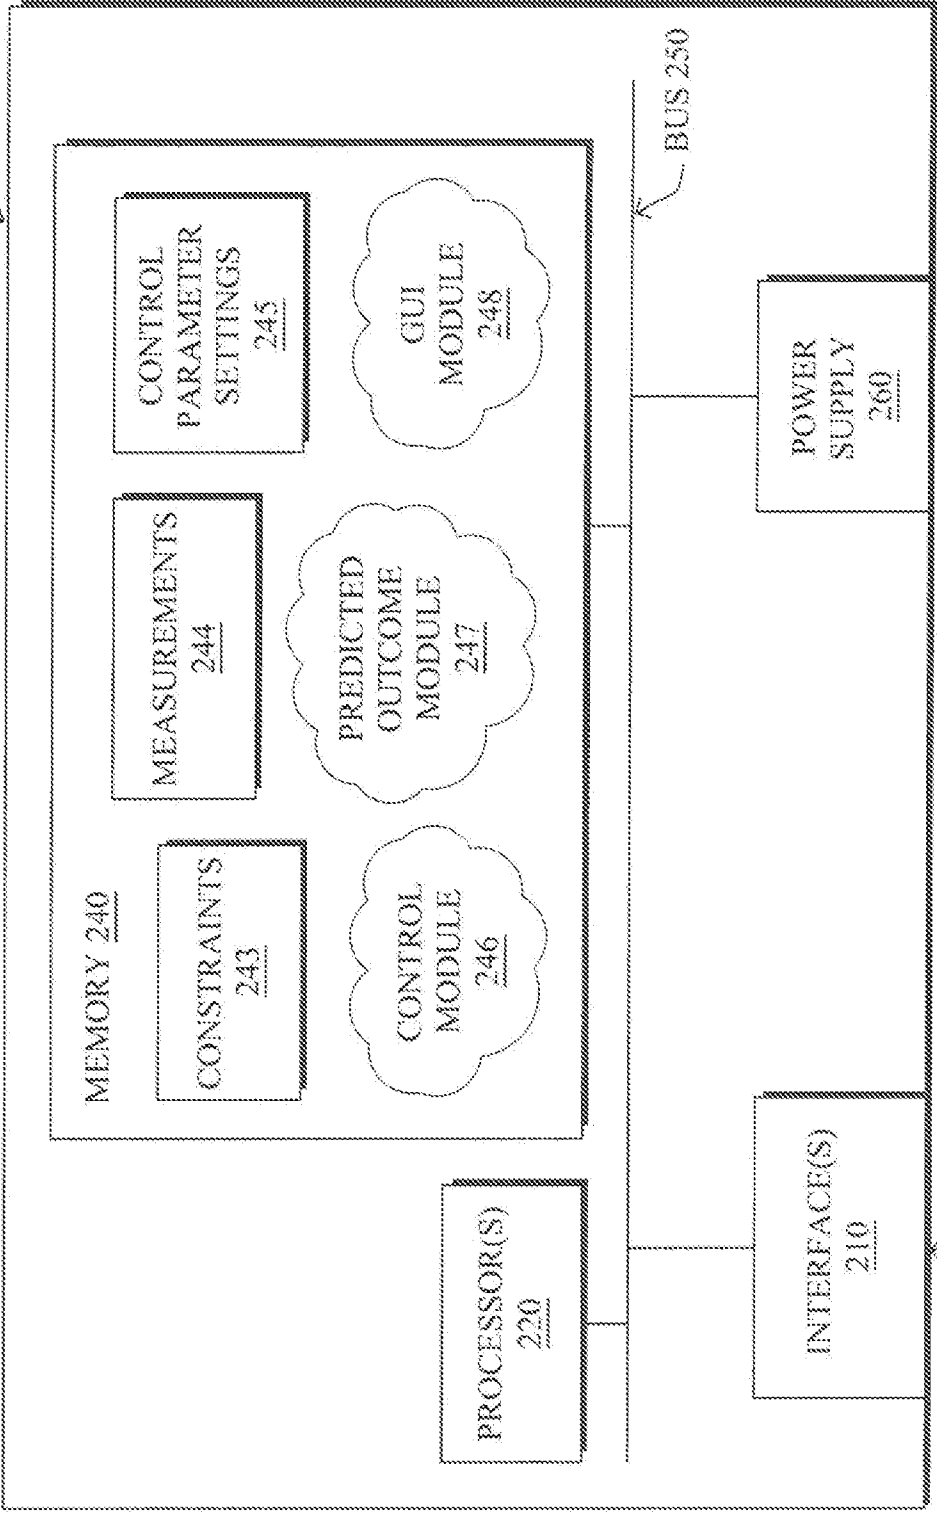 MEMORY 240
CONSTRAINTS
243
MEASUREMENTS
244
CONTROL
PARAMETER
SETTINGS
245
CONTROL
MODULE
246
PREDICTED
OUTCOME
MODULE
247
GUI
MODULE
248
PROCESSOR(S)
220
BUS 250
INTERFACE(S)
210
POWER
SUPPLY
260